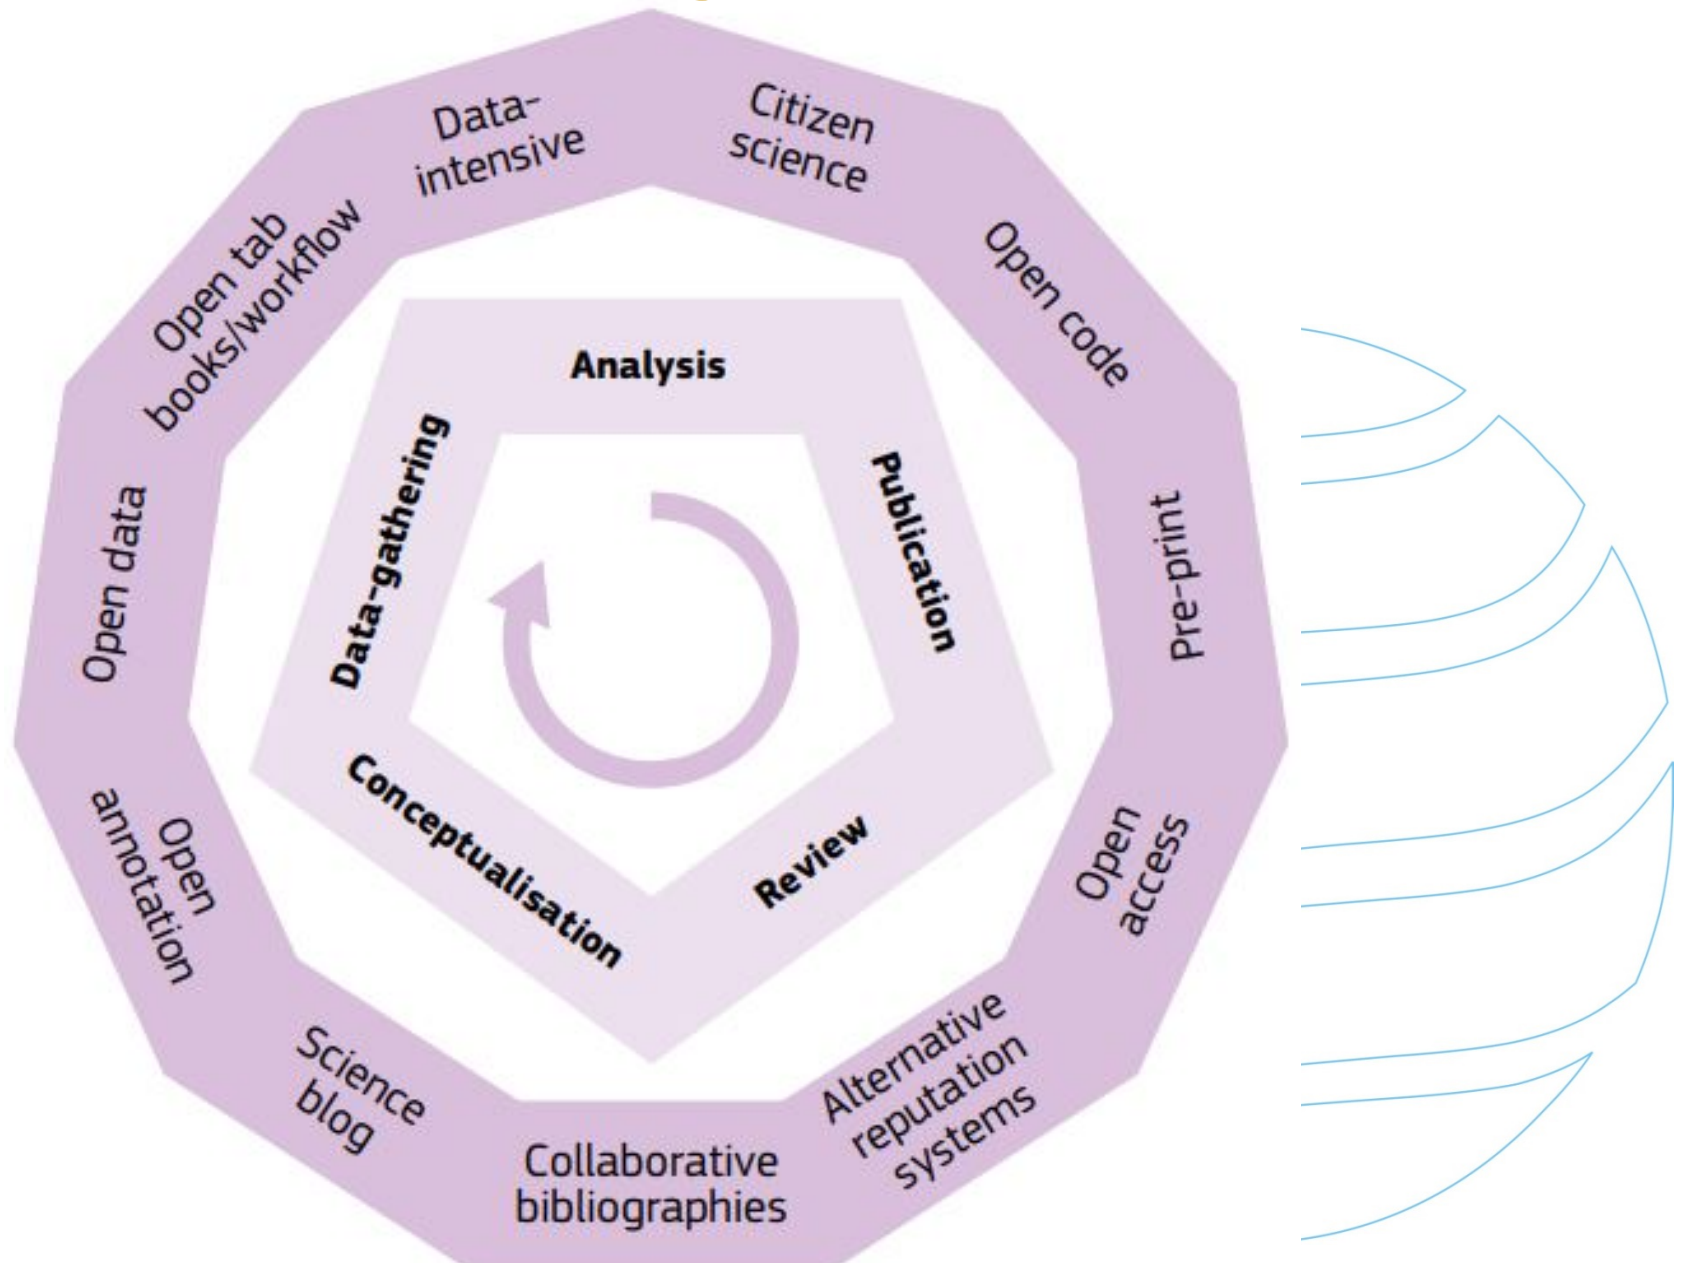 Data-
intensive
Citizen
science
Open code
Pre-print
Open
access
Alternative
reputation
systems
Collaborative
bibliographies
Science
blog
Open
annotation
Open data
Open tab
books/workflow
Analysis
Publication
Review
Conceptualisation
Data-gathering